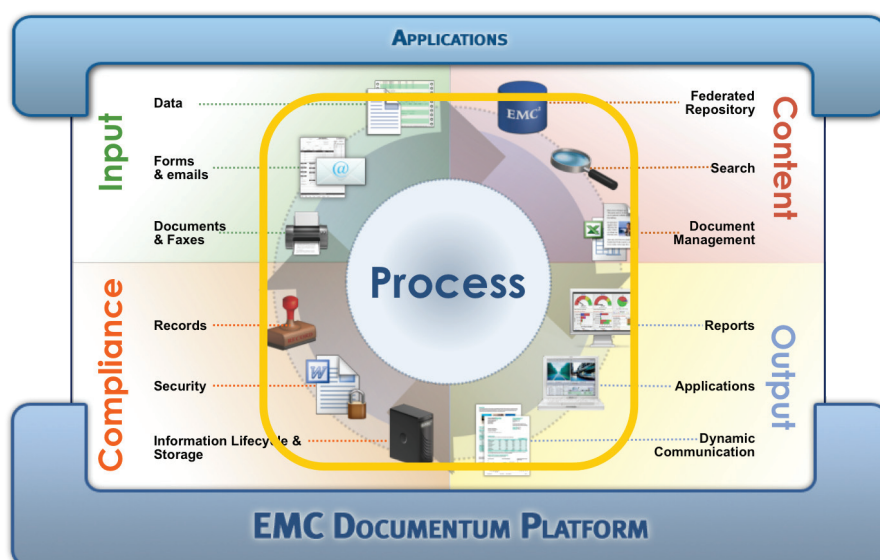 APPLICATIONS
Input
Data
Forms
& emails
Documents
& Faxes
EMC²
Federated
Repository
Search
Document
Management
Content
Process
Compliance
Records
Security
Information Lifecycle &
Storage
Reports
Applications
Dynamic
Communication
Output
EMC DOCUMENTUM PLATFORM